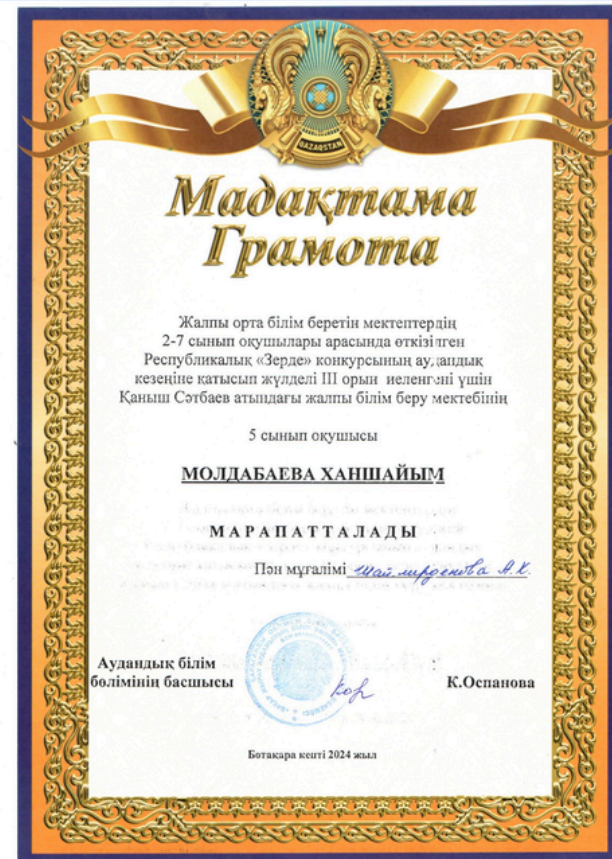 QAZAQSTAN
Мадақтама
Грамота
Жалпы орта білім беретін мектептердің
2-7 сынып оқушылары арасында өткізілген
Республикалық «Зерде» конкурсының аудандық
кезеңіне қатысып жүлделі III орын иеленгені үшін
Қаныш Сәтбаев атындағы жалпы білім беру мектебінің
5 сынып оқушысы
МОЛДАБАЕВА ХАНШАЙЫМ
МАРАПАТТАЛАДЫ
Пән мұғалімі Шаймерденова А.К.
Аудандық білім
бөлімінің басшысы
К.Оспанова
Ботақара кенті 2024 жыл